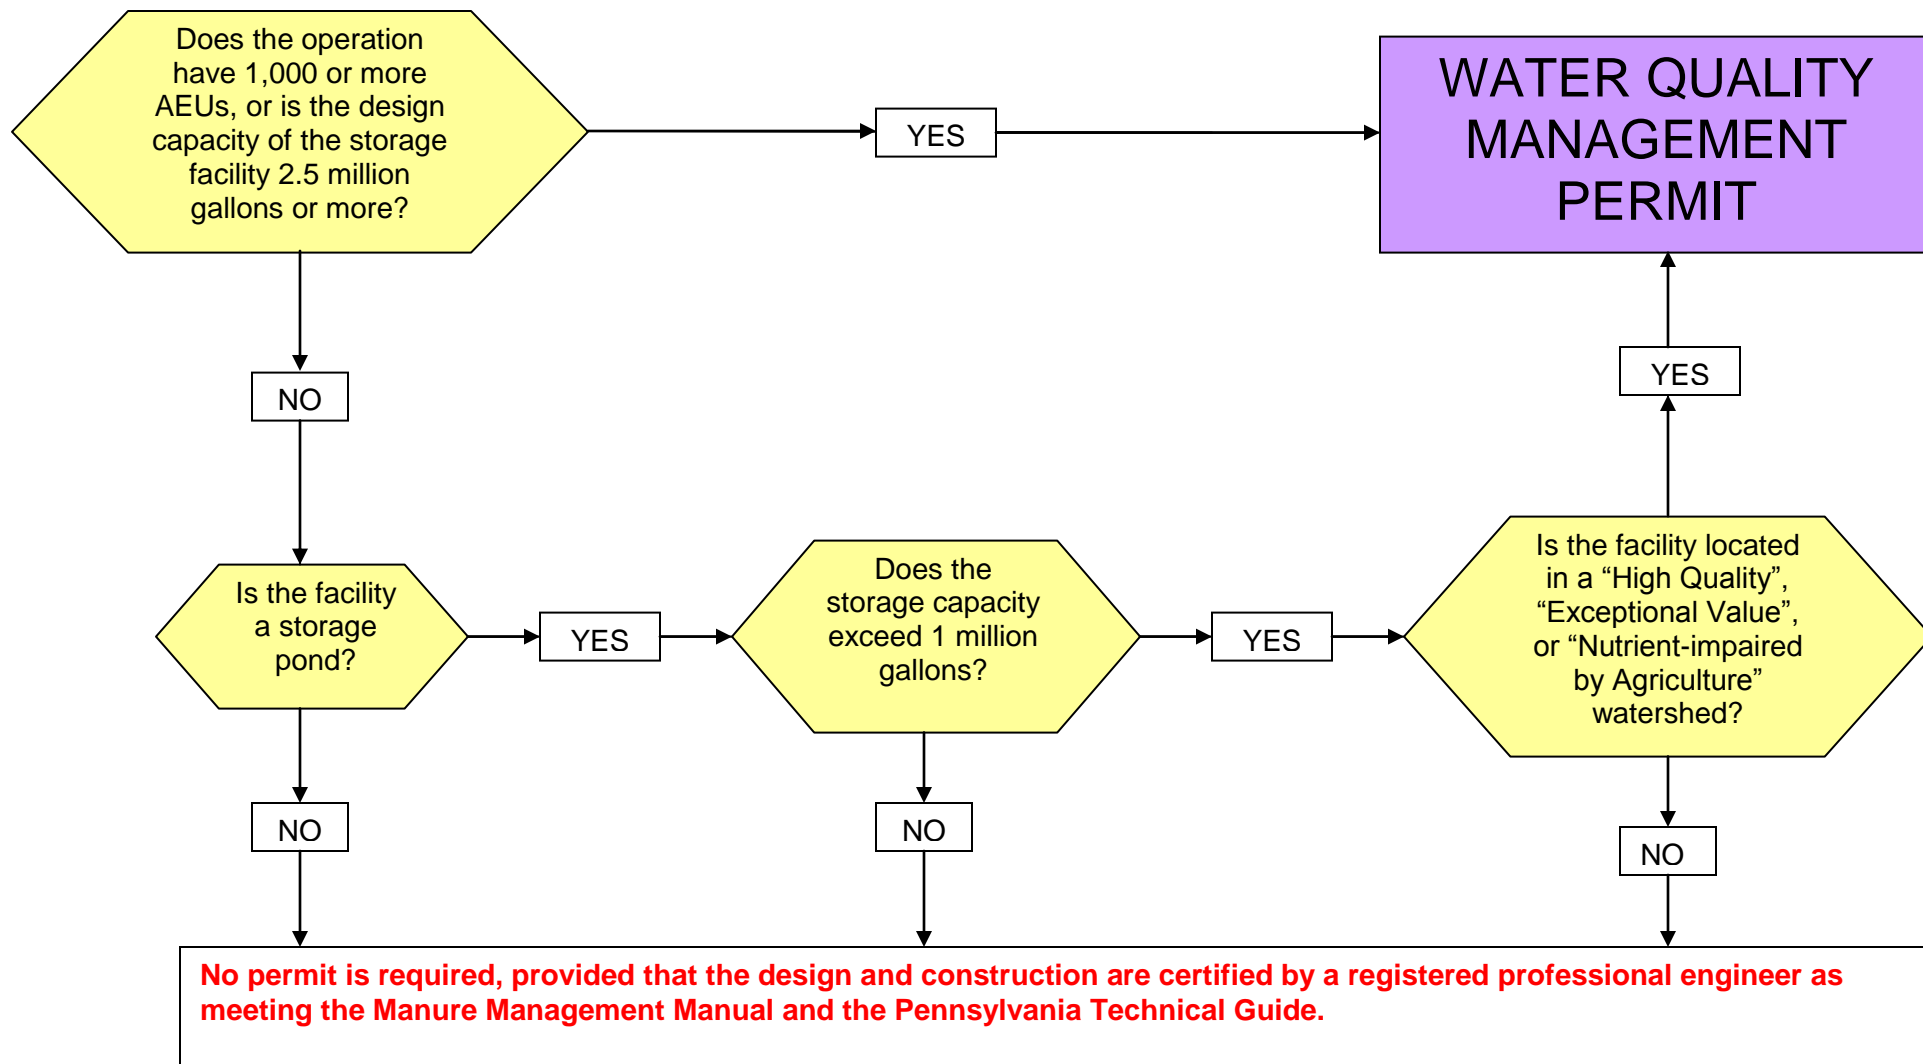 Does the operation
have 1,000 or more
AEUs, or is the design
capacity of the storage
facility 2.5 million
gallons or more?
YES
WATER QUALITY
MANAGEMENT
PERMIT
NO
YES
Is the facility
a storage
pond?
YES
Does the
storage capacity
exceed 1 million
gallons?
YES
Is the facility located
in a “High Quality”,
“Exceptional Value”,
or “Nutrient-impaired
by Agriculture”
watershed?
NO
NO
NO
No permit is required, provided that the design and construction are certified by a registered professional engineer as
meeting the Manure Management Manual and the Pennsylvania Technical Guide.